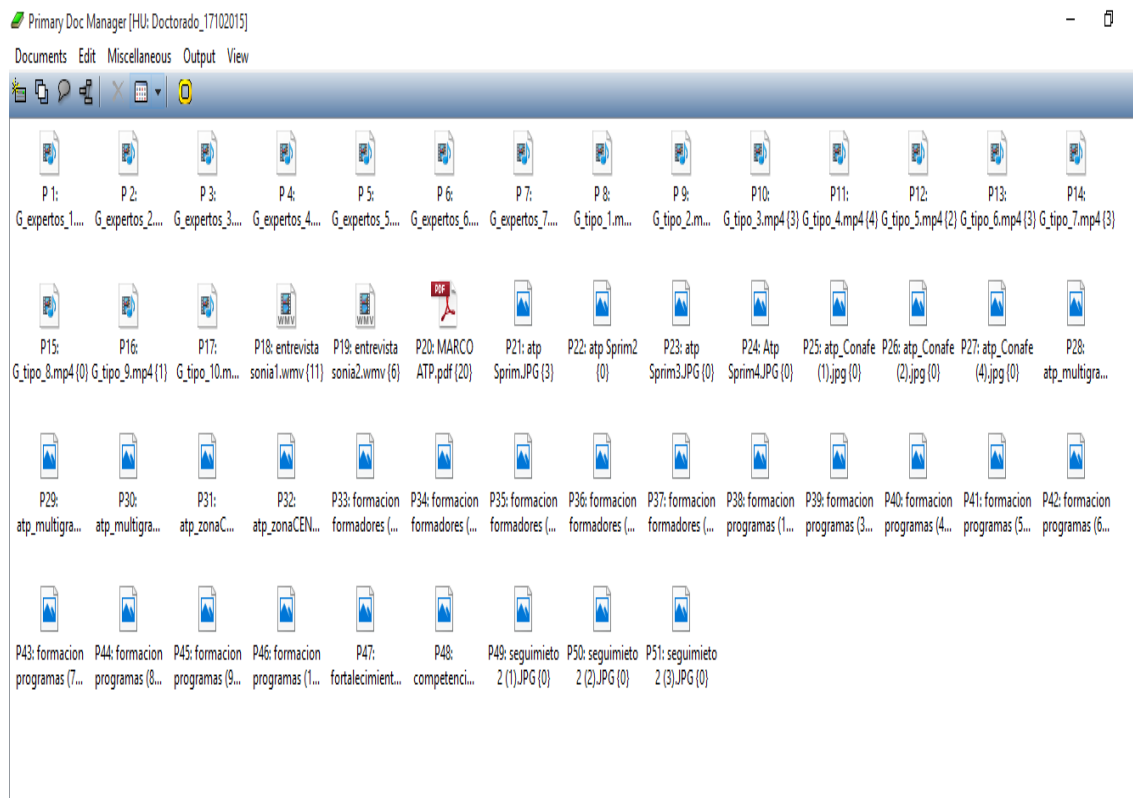 Primary Doc Manager [HU: Doctorado_17102015]
Documents Edit Miscellaneous Output View
P 1: P 2: P 3: P 4: P 5: P 6: P 7: P 8: P 9: P10: P11: P12: P13: P14:
G_expertos_1.... G_expertos_2.... G_expertos_3.... G_expertos_4.... G_expertos_5.... G_expertos_6.... G_expertos_7.... G_tipo_1.m... G_tipo_2.m... G_tipo_3.mp4 {3} G_tipo_4.mp4 {4} G_tipo_5.mp4 {2} G_tipo_6.mp4 {3} G_tipo_7.mp4 {3}
PDF
WMV WMV
P15: P16: P17: P18: entrevista P19: entrevista P20: MARCO P21: atp P22: atp Sprim2 P23: atp P24: Atp P25: atp_Conafe P26: atp_Conafe P27: atp_Conafe P28:
G_tipo_8.mp4 {0} G_tipo_9.mp4 {1} G_tipo_10.m... sonia1.wmv {11} sonia2.wmv {6} ATP.pdf {20} Sprim.JPG {3} {0} Sprim3.JPG {0} Sprim4.JPG {0} (1).jpg {0} (2).jpg {0} (4).jpg {0} atp_multigra...
P29: P30: P31: P32: P33: formacion P34: formacion P35: formacion P36: formacion P37: formacion P38: formacion P39: formacion P40: formacion P41: formacion P42: formacion
atp_multigra... atp_multigra... atp_zonaC... atp_zonaCEN... formadores (... formadores (... formadores (... formadores (... formadores (... programas (1... programas (3... programas (4... programas (5... programas (6...
P43: formacion P44: formacion P45: formacion P46: formacion P47: P48: P49: seguimieto P50: seguimieto P51: seguimieto
programas (7... programas (8... programas (9... programas (1... fortalecimient... competenci... 2 (1).JPG {0} 2 (2).JPG {0} 2 (3).JPG {0}